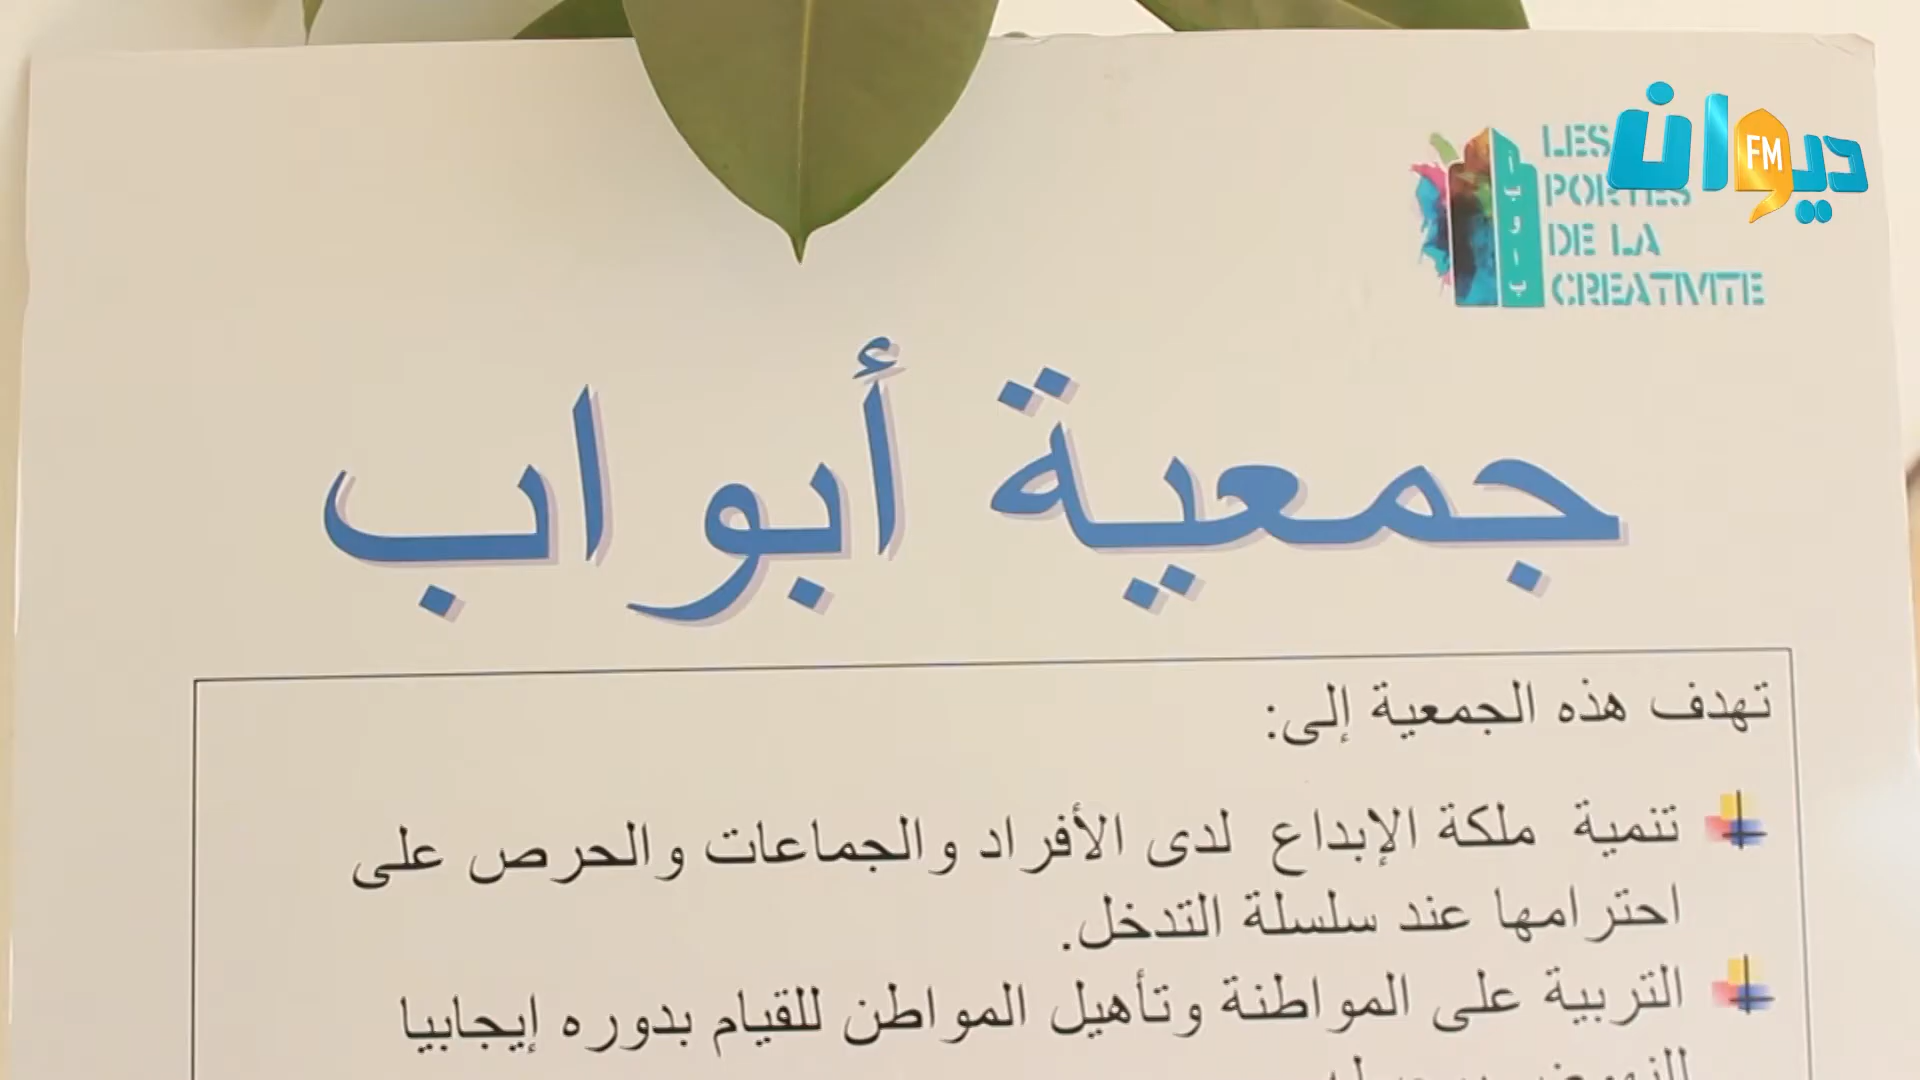 LES
PORTES
DE LA
CREATIVITE
ابواب
ديوان
FM
جمعية أبواب
تهدف هذه الجمعية إلى:
تنمية ملكة الإبداع لدى الأفراد والجماعات والحرص على
احترامها عند سلسلة التدخل.
التربية على المواطنة وتأهيل المواطن للقيام بدوره إيجابيا